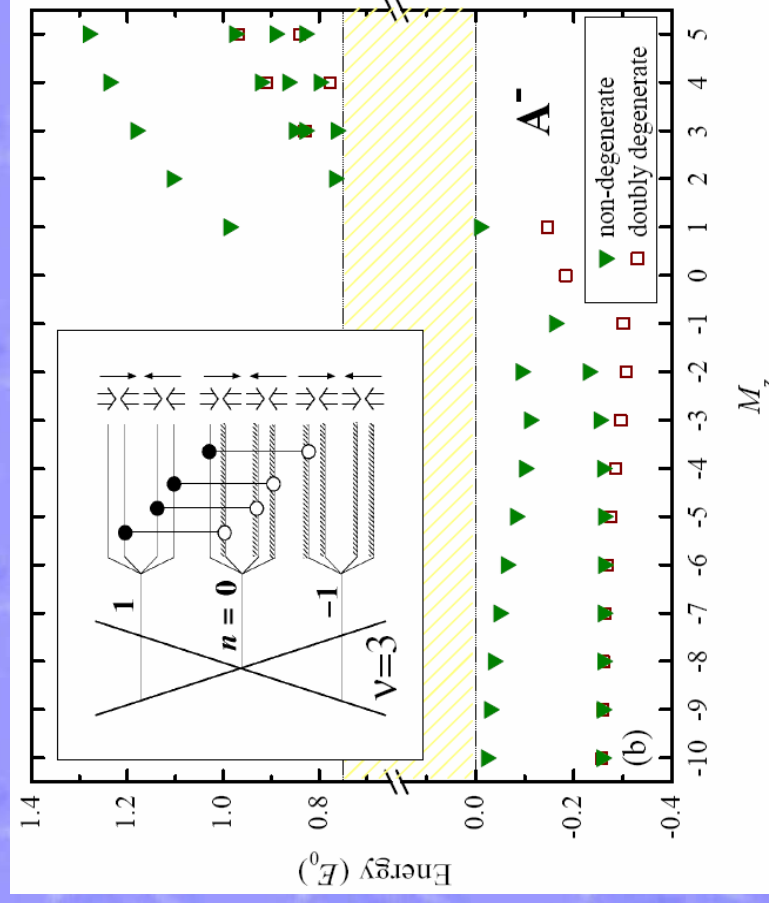 Energy (E₀)
1.4
1.2
1.0
0.8
0.0
-0.2
-0.4
1
n = 0
−1
ν=3
A⁻
non-degenerate
doubly degenerate
(b)
-10 -9 -8 -7 -6 -5 -4 -3 -2 -1 0 1 2 3 4 5
M_z